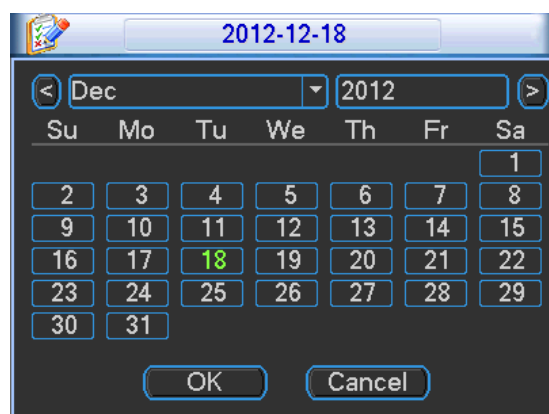 2012-12-18
< Dec 2012 >
Su Mo Tu We Th Fr Sa
1
2 3 4 5 6 7 8
9 10 11 12 13 14 15
16 17 18 19 20 21 22
23 24 25 26 27 28 29
30 31
OK Cancel